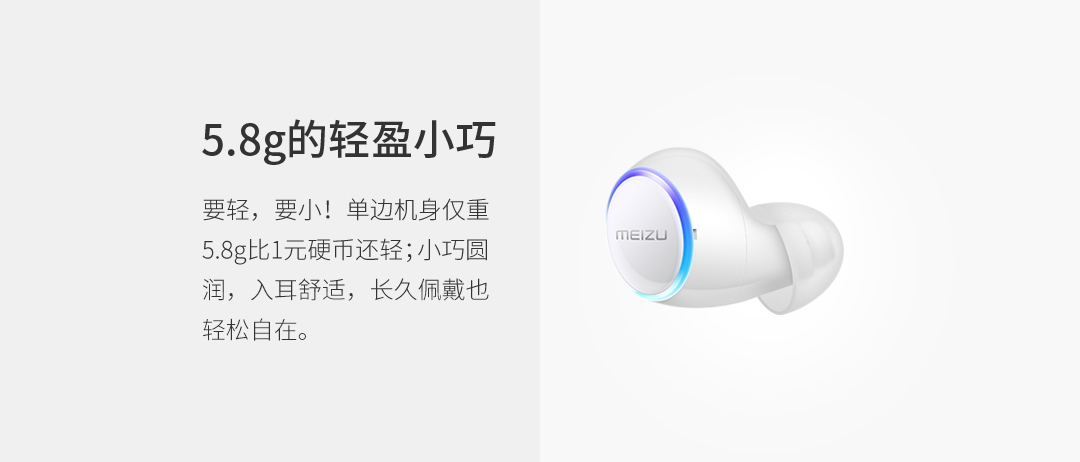 5.8g的轻盈小巧
要轻，要小！单边机身仅重
5.8g比1元硬币还轻；小巧圆
润，入耳舒适，长久佩戴也
轻松自在。
MEIZU